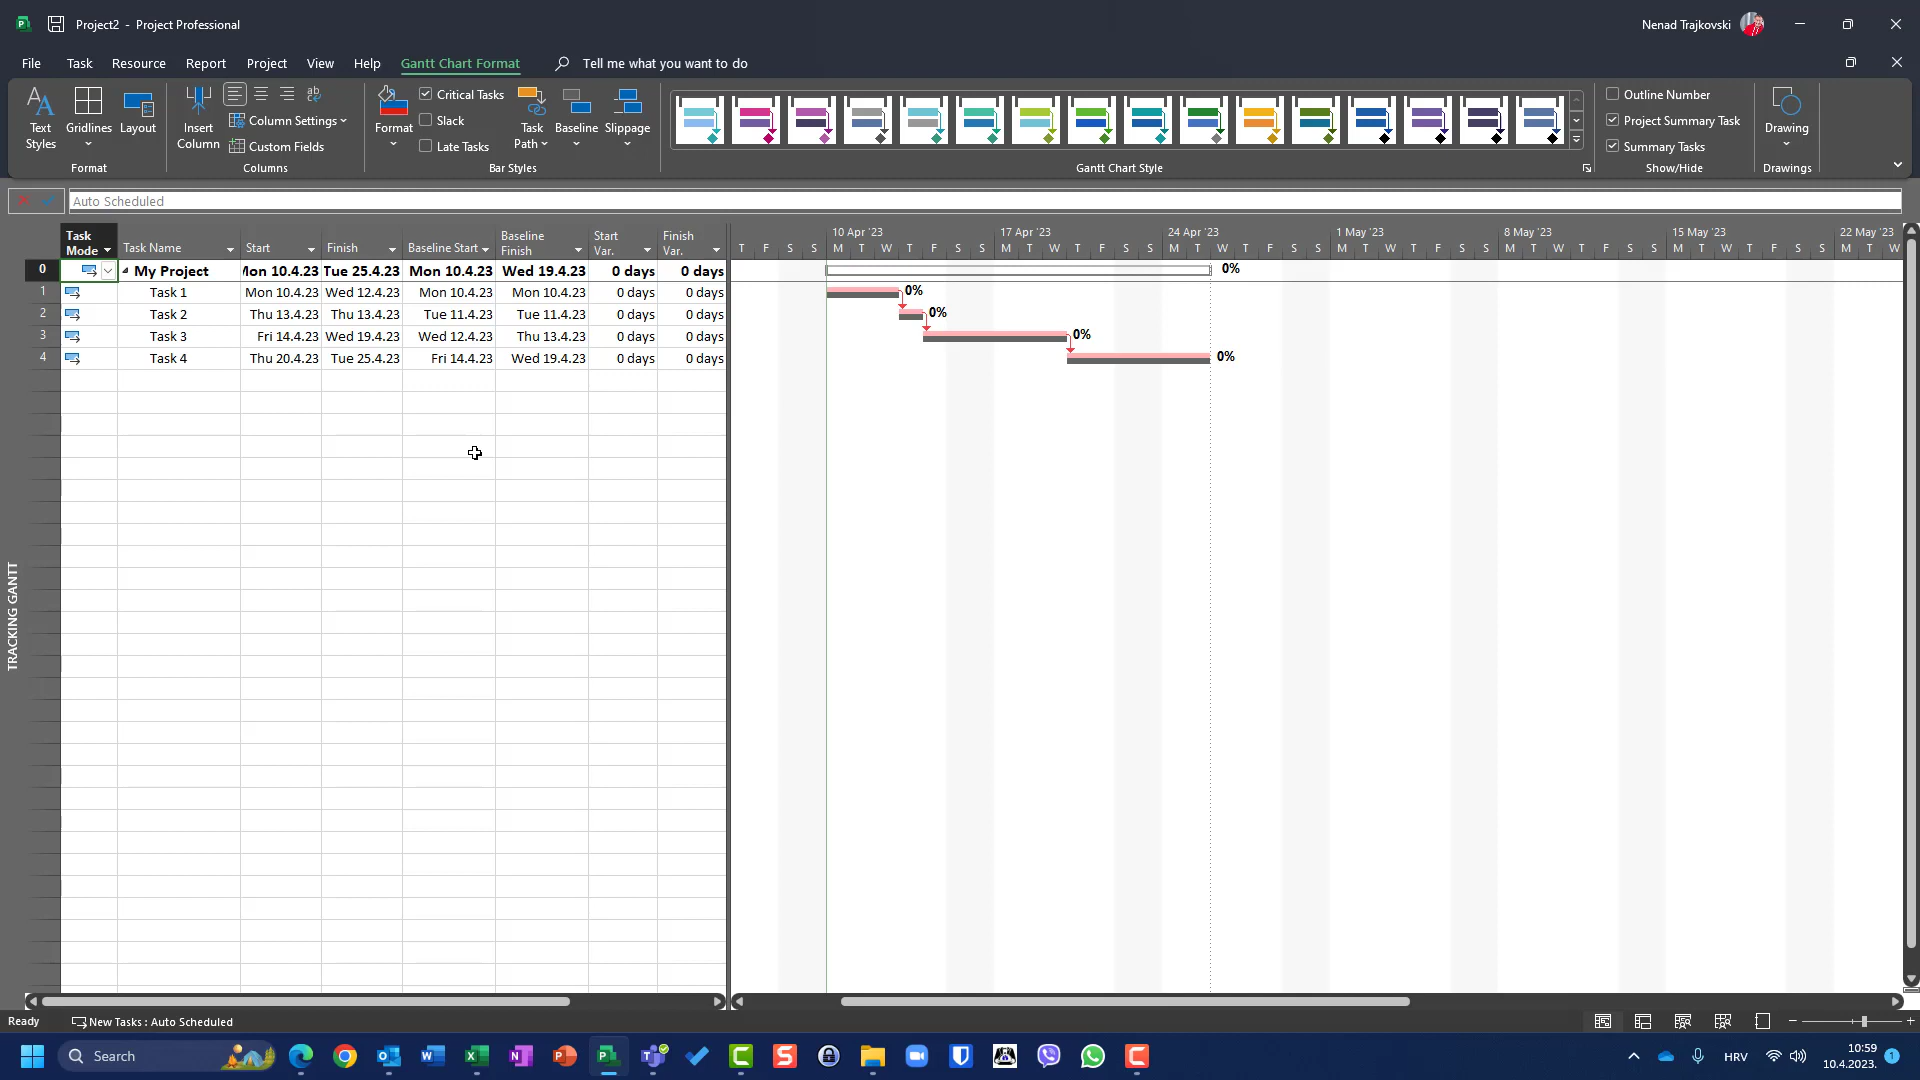 Project2 - Project Professional
Nenad Trajkovski
File Task Resource Report Project View Help Gantt Chart Format Tell me what you want to do
Text Styles
Gridlines
Layout
Format
Insert Column
Column Settings
Custom Fields
Columns
Format
Critical Tasks
Slack
Late Tasks
Task Path
Baseline
Slippage
Bar Styles
Gantt Chart Style
Outline Number
Project Summary Task
Summary Tasks
Show/Hide
Drawing
Drawings
Auto Scheduled
Task Mode Task Name Start Finish Baseline Start Baseline Finish Start Var. Finish Var.
0 My Project Mon 10.4.23 Tue 25.4.23 Mon 10.4.23 Wed 19.4.23 0 days 0 days
1 Task 1 Mon 10.4.23 Wed 12.4.23 Mon 10.4.23 Mon 10.4.23 0 days 0 days
2 Task 2 Thu 13.4.23 Thu 13.4.23 Tue 11.4.23 Tue 11.4.23 0 days 0 days
3 Task 3 Fri 14.4.23 Wed 19.4.23 Wed 12.4.23 Thu 13.4.23 0 days 0 days
4 Task 4 Thu 20.4.23 Tue 25.4.23 Fri 14.4.23 Wed 19.4.23 0 days 0 days
10 Apr '23 17 Apr '23 24 Apr '23 1 May '23 8 May '23 15 May '23 22 May '23
T F S S M T W T F S S M T W T F S S M T W T F S S M T W T F S S M T W T F S S M T W T F S S M T W
0%
0%
0%
0%
0%
TRACKING GANTT
Ready New Tasks : Auto Scheduled
Search
HRV
10:59
10.4.2023.
1